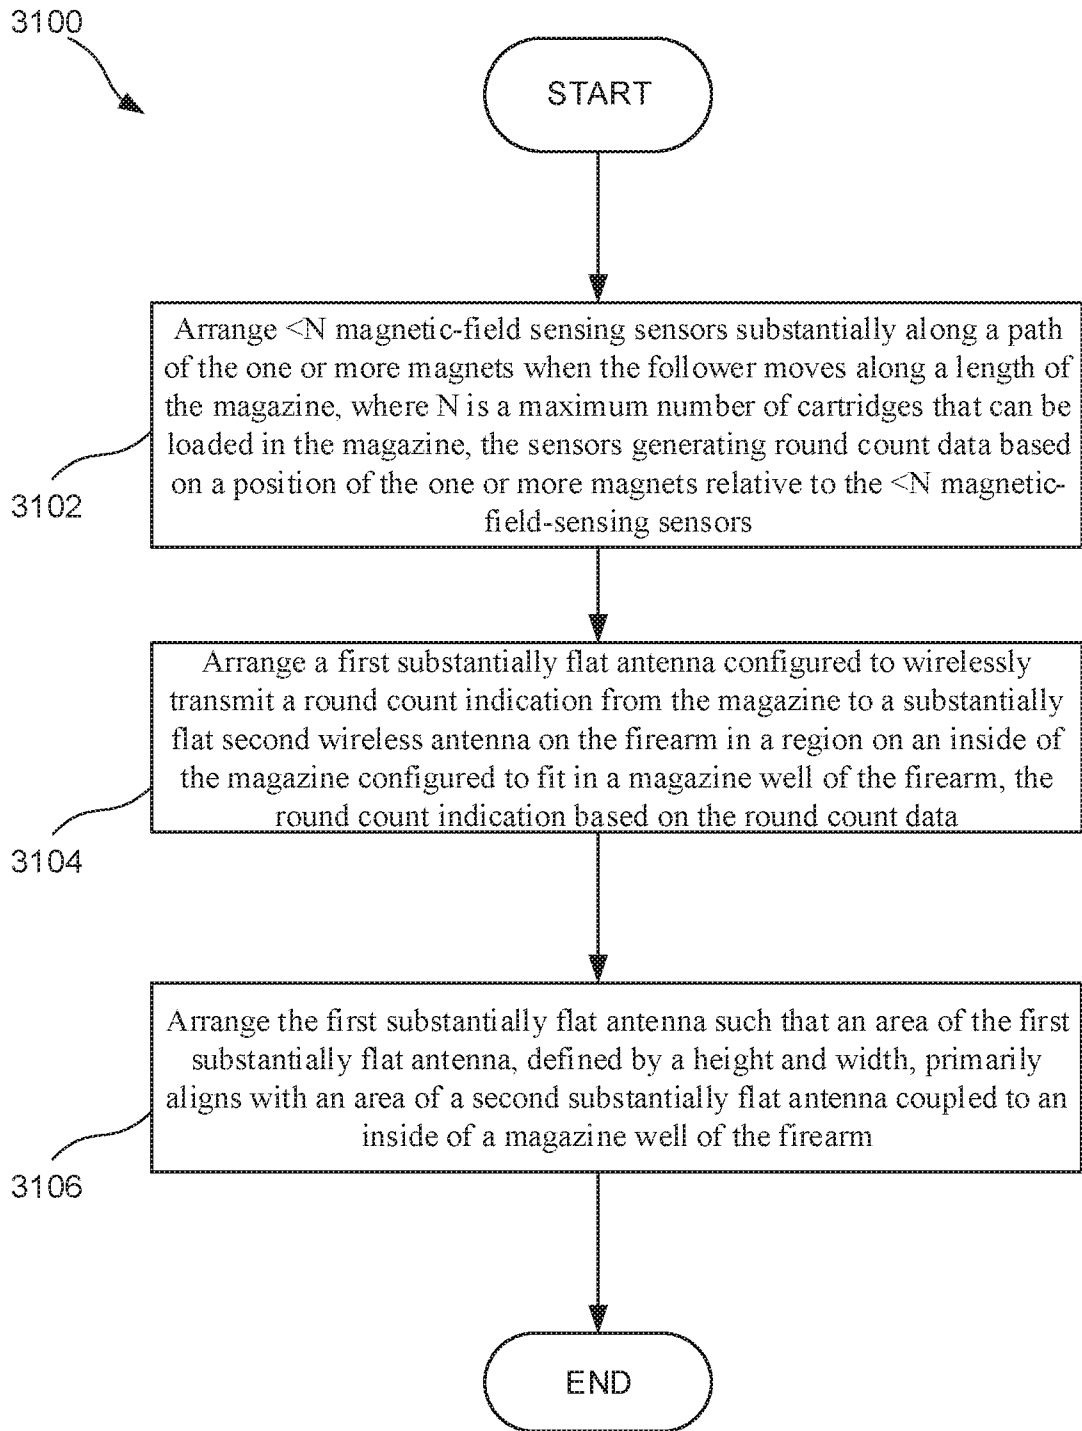 3100
START
Arrange <N magnetic-field sensing sensors substantially along a path
of the one or more magnets when the follower moves along a length of
the magazine, where N is a maximum number of cartridges that can be
loaded in the magazine, the sensors generating round count data based
on a position of the one or more magnets relative to the <N magnetic-
field-sensing sensors
3102
Arrange a first substantially flat antenna configured to wirelessly
transmit a round count indication from the magazine to a substantially
flat second wireless antenna on the firearm in a region on an inside of
the magazine configured to fit in a magazine well of the firearm, the
round count indication based on the round count data
3104
Arrange the first substantially flat antenna such that an area of the first
substantially flat antenna, defined by a height and width, primarily
aligns with an area of a second substantially flat antenna coupled to an
inside of a magazine well of the firearm
3106
END